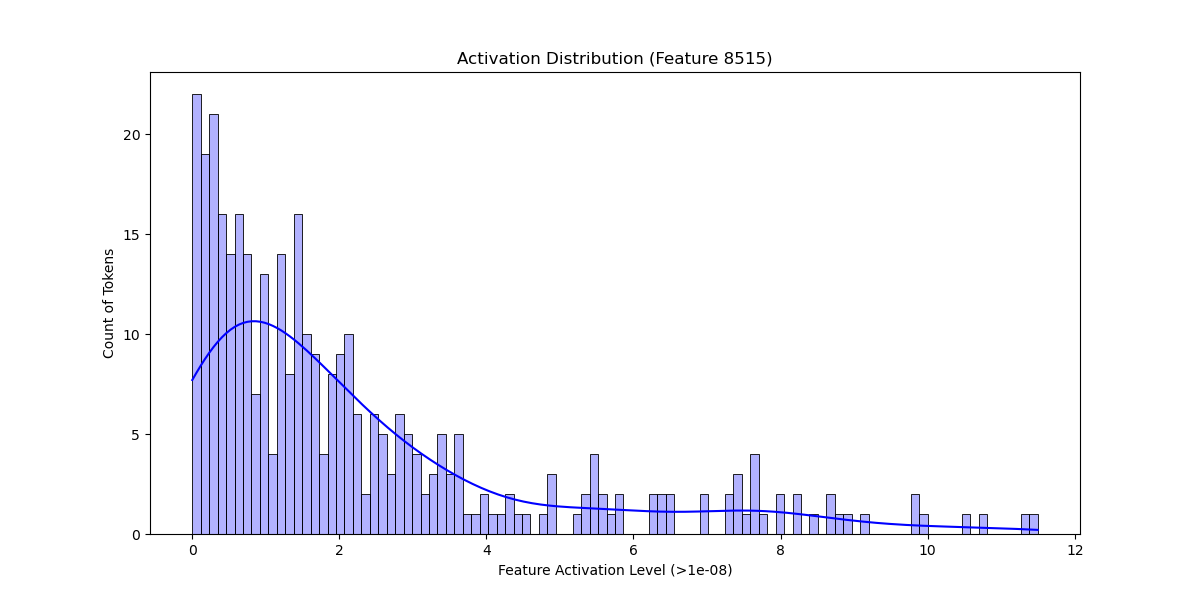 Activation Distribution (Feature 8515)
20
15
10
5
0
Count of Tokens
0 2 4 6 8 10 12
Feature Activation Level (>1e-08)